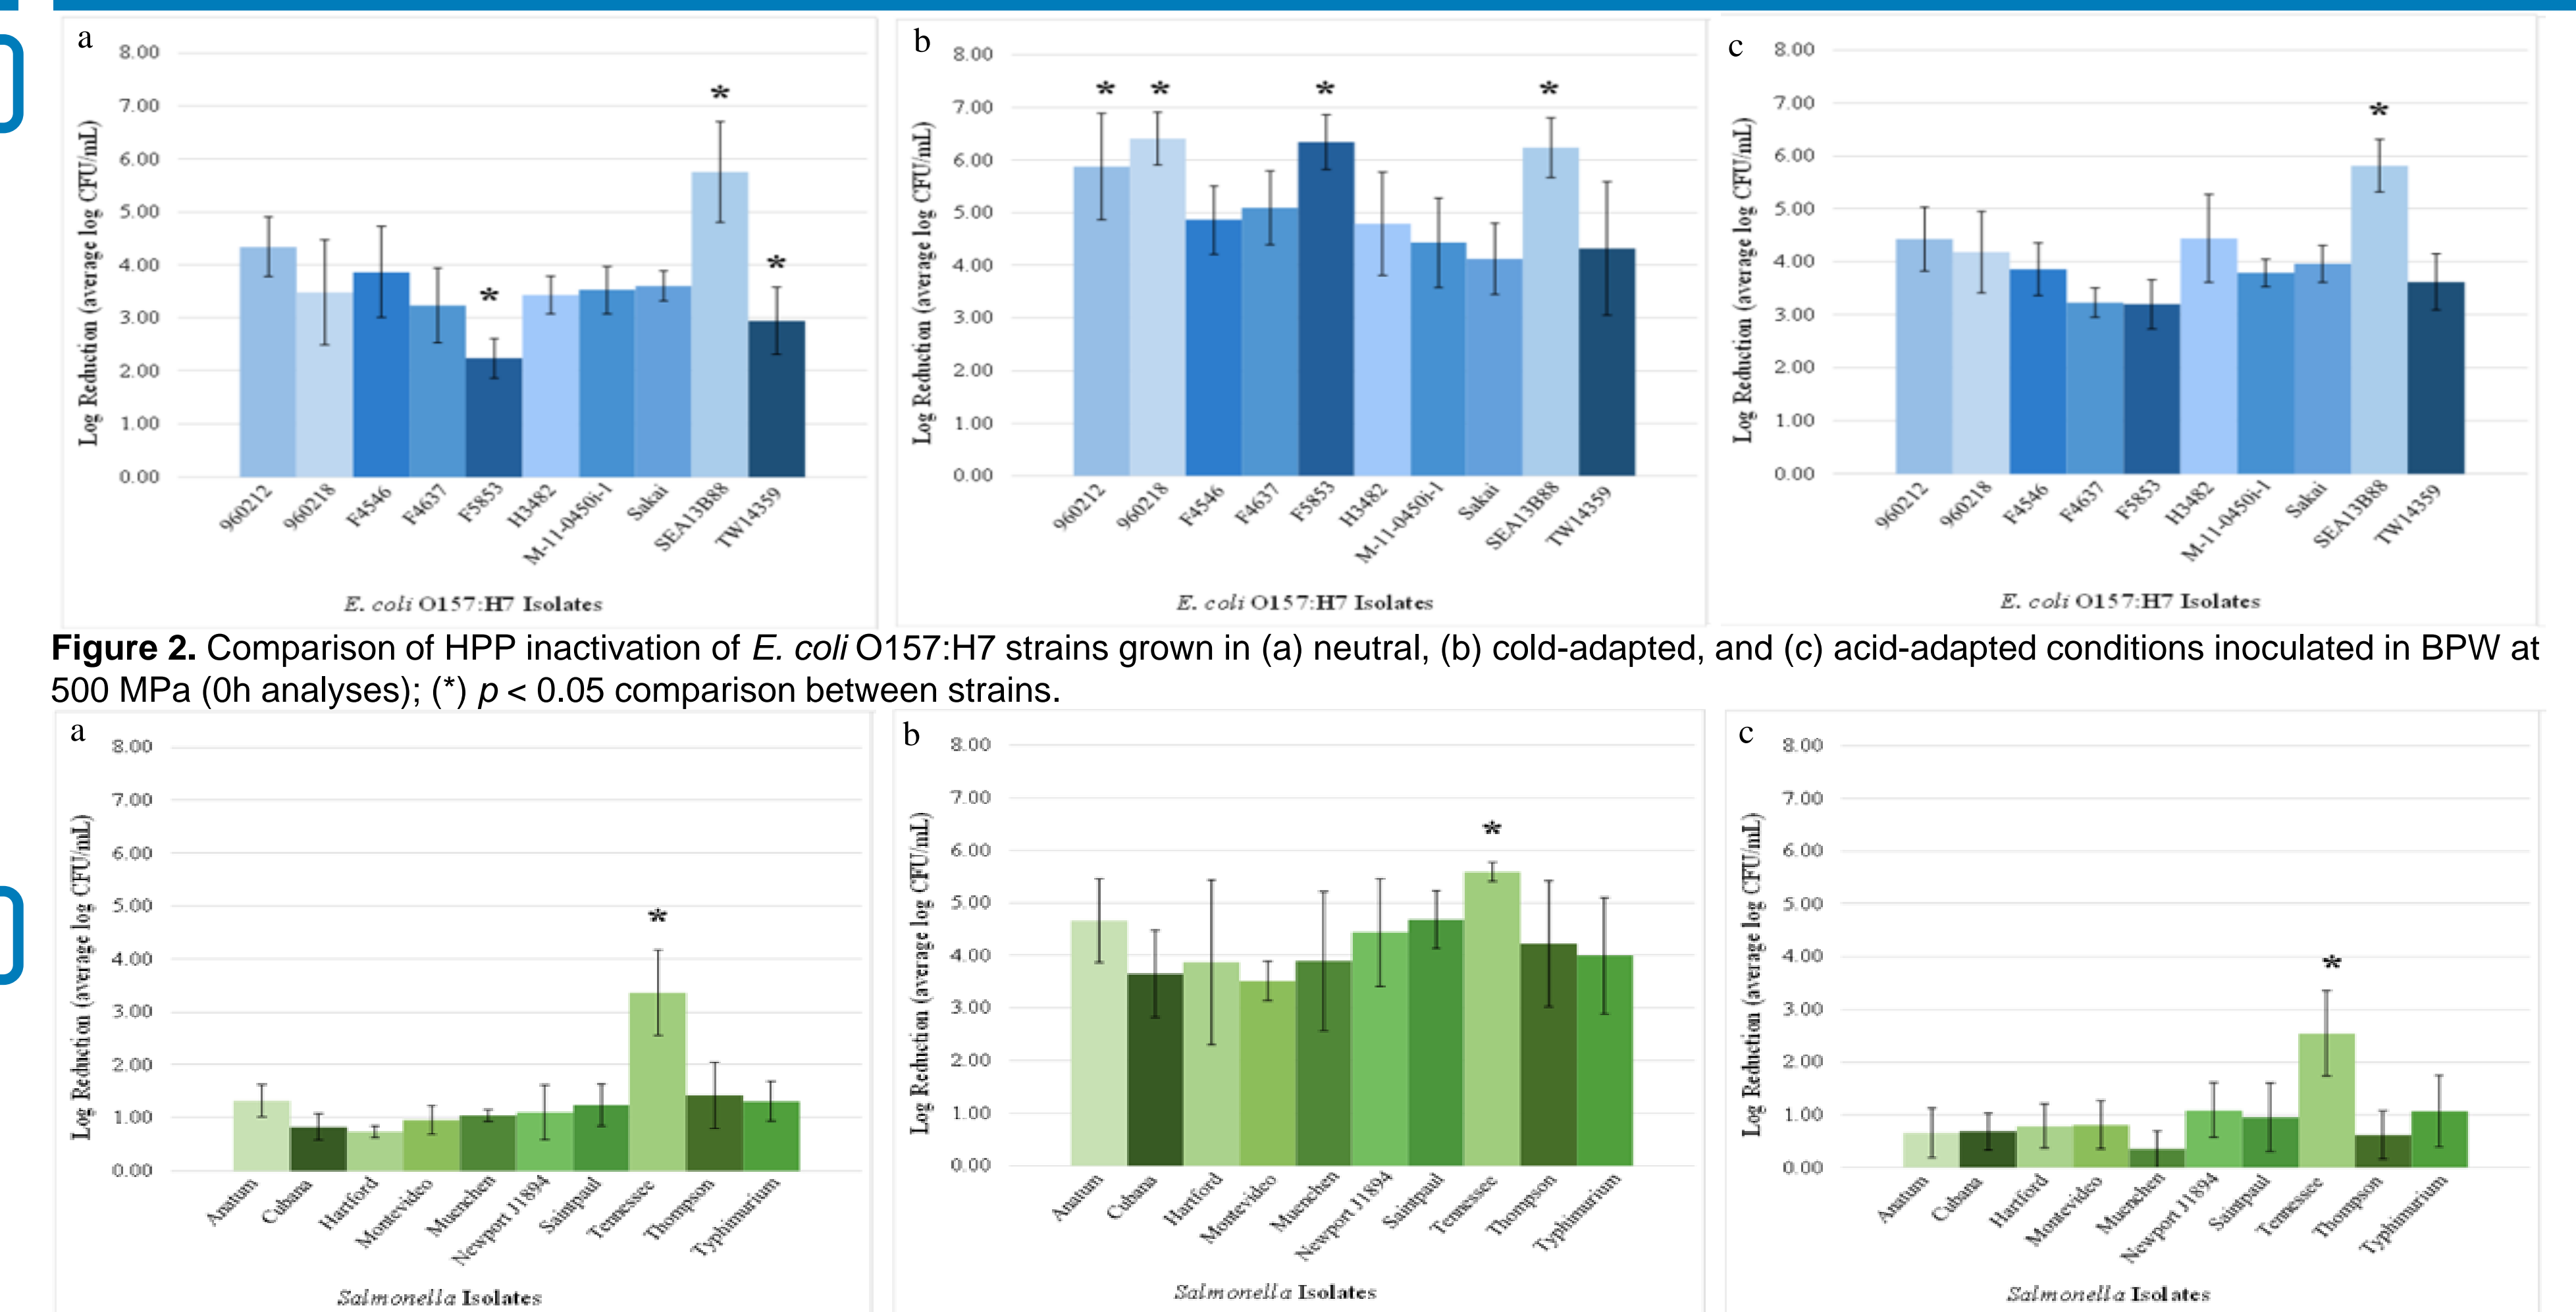 a
8.00
7.00
6.00
5.00
4.00
3.00
2.00
1.00
0.00
Log Reduction (average log CFU/mL)
*
*
*
960212
960218
F4546
F4637
F5853
H3482
M-11-0450i-1
Sakai
SEA13B88
TW14359
E. coli O157:H7 Isolates
b
8.00
7.00
6.00
5.00
4.00
3.00
2.00
1.00
0.00
Log Reduction (average log CFU/mL)
*
*
*
*
960212
960218
F4546
F4637
F5853
H3482
M-11-0450i-1
Sakai
SEA13B88
TW14359
E. coli O157:H7 Isolates
c
8.00
7.00
6.00
5.00
4.00
3.00
2.00
1.00
0.00
Log Reduction (average log CFU/mL)
*
960212
960218
F4546
F4637
F5853
H3482
M-11-0450i-1
Sakai
SEA13B88
TW14359
E. coli O157:H7 Isolates
Figure 2. Comparison of HPP inactivation of E. coli O157:H7 strains grown in (a) neutral, (b) cold-adapted, and (c) acid-adapted conditions inoculated in BPW at
500 MPa (0h analyses); (*) p < 0.05 comparison between strains.
a
8.00
7.00
6.00
5.00
4.00
3.00
2.00
1.00
0.00
Log Reduction (average log CFU/mL)
*
Anatum
Cubana
Hartford
Montevideo
Muenchen
Newport J1894
Saintpaul
Tennessee
Thompson
Typhimurium
Salmonella Isolates
b
8.00
7.00
6.00
5.00
4.00
3.00
2.00
1.00
0.00
Log Reduction (average log CFU/mL)
*
Anatum
Cubana
Hartford
Montevideo
Muenchen
Newport J1894
Saintpaul
Tennessee
Thompson
Typhimurium
Salmonella Isolates
c
8.00
7.00
6.00
5.00
4.00
3.00
2.00
1.00
0.00
Log Reduction (average log CFU/mL)
*
Anatum
Cubana
Hartford
Montevideo
Muenchen
Newport J1894
Saintpaul
Tennessee
Thompson
Typhimurium
Salmonella Isolates